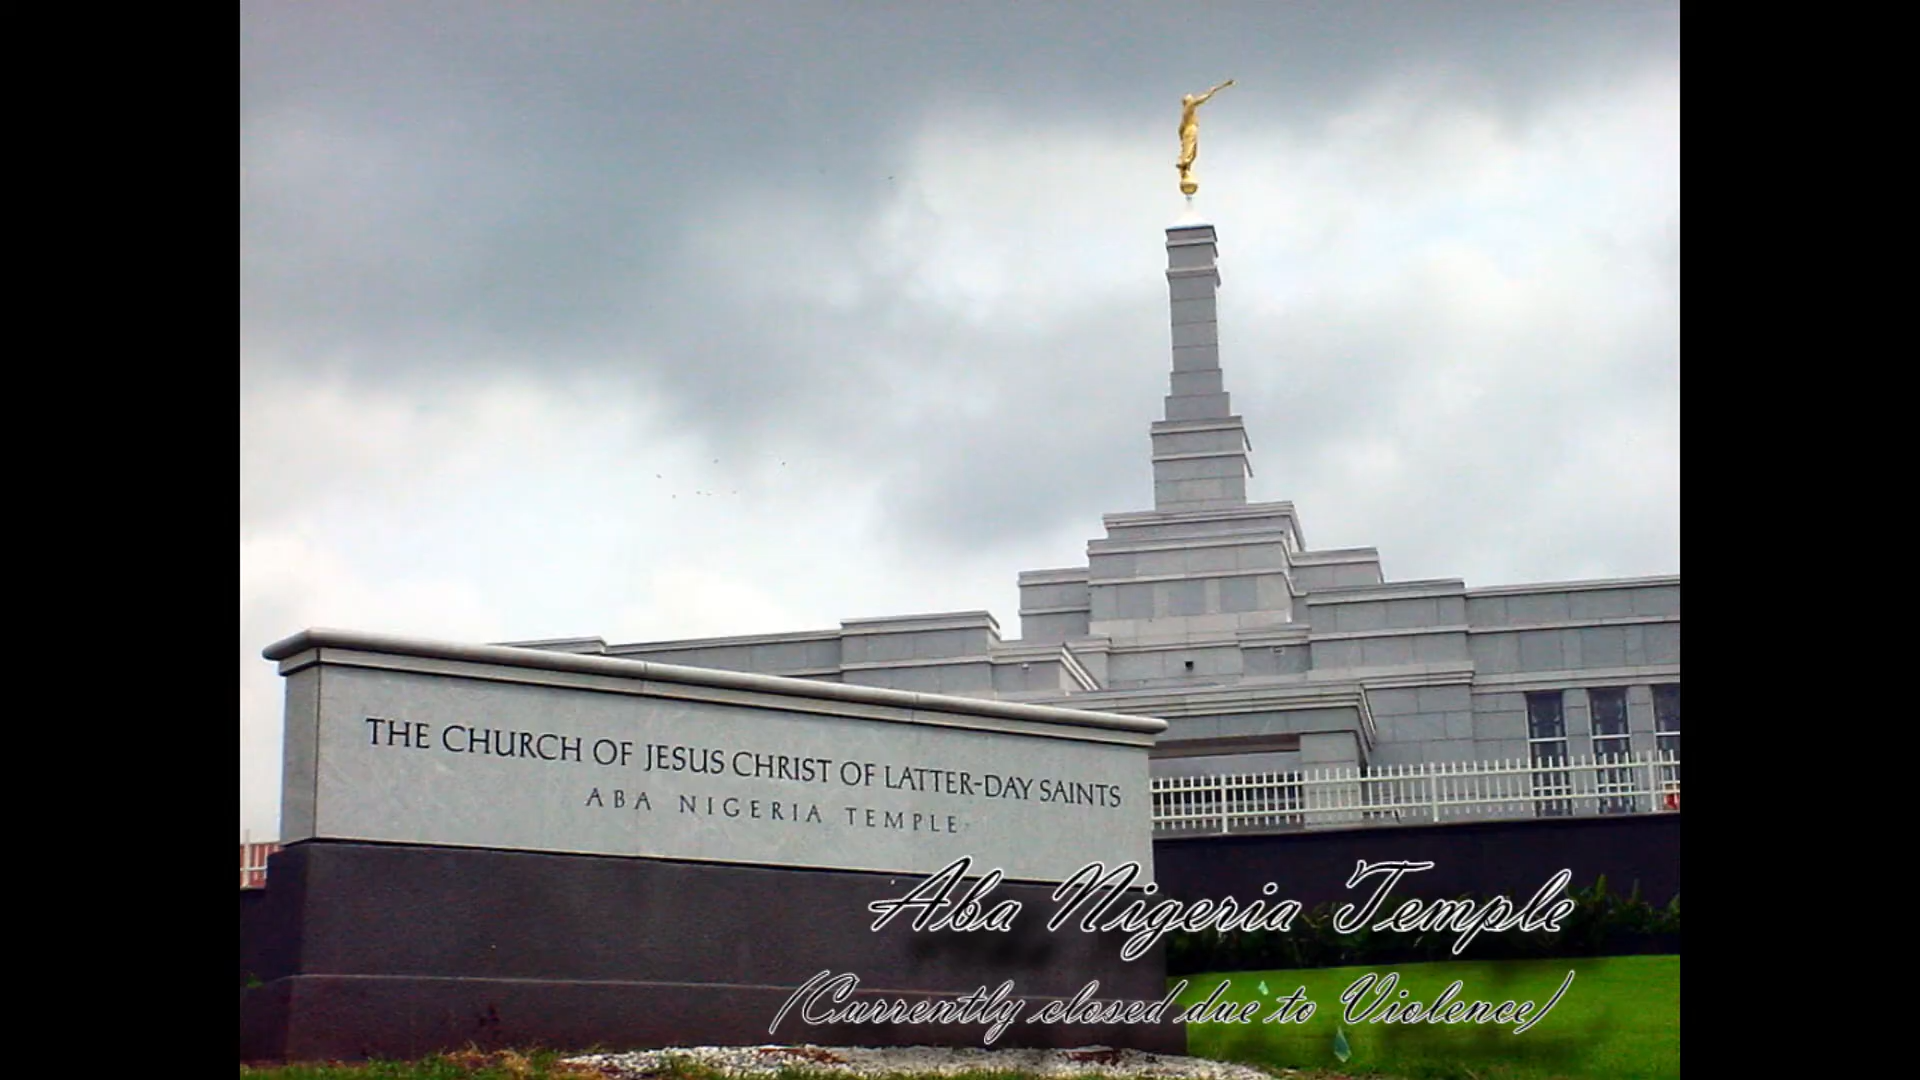 THE CHURCH OF JESUS CHRIST OF LATTER-DAY SAINTS
ABA NIGERIA TEMPLE
Aba Nigeria Temple
(Currently closed due to Violence)